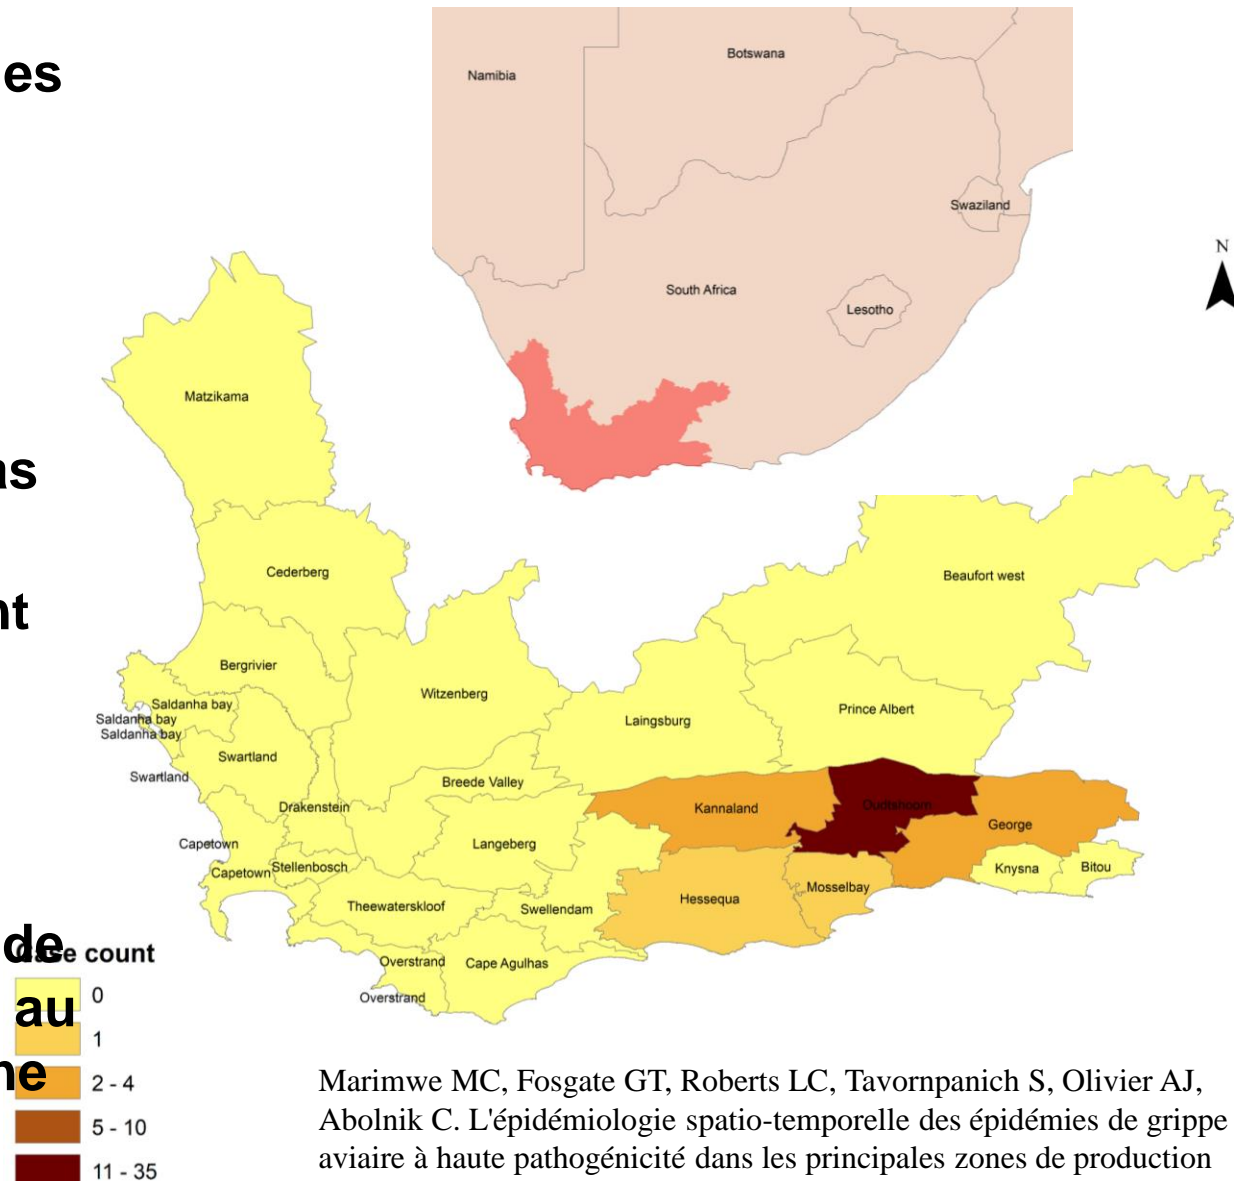 es
Namibia
Botswana
Swaziland
N
South Africa
Lesotho
Matzikama
as
Cederberg
Beaufort west
nt
Bergrivier
Witzenberg
Saldanha bay
Saldanha bay
Saldanha bay
Laingsburg
Prince Albert
Swartland
Swartland
Breede Valley
Drakenstein
Kannaland
Oudtshoorn
George
Capetown
Langeberg
Capetown
Stellenbosch
Knysna
Bitou
Hessequa
Mosselbay
Theewaterskloof
Swellendam
Overstrand
Cape Agulhas
Overstrand
de
Case count
0
au
1
ne
2 - 4
5 - 10
11 - 35
Marimwe MC, Fosgate GT, Roberts LC, Tavornpanich S, Olivier AJ,
Abolnik C. L'épidémiologie spatio-temporelle des épidémies de grippe
aviaire à haute pathogénicité dans les principales zones de production